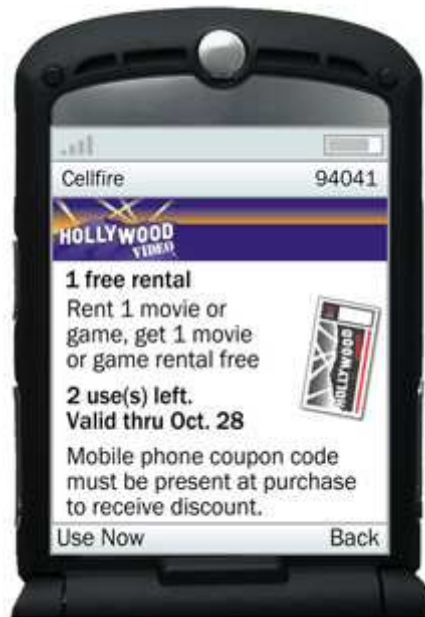 Cellfire 94041
HOLLYWOOD
VIDEO
1 free rental
Rent 1 movie or
game, get 1 movie
or game rental free
HOLLYWOOD
2 use(s) left.
Valid thru Oct. 28
Mobile phone coupon code
must be present at purchase
to receive discount.
Use Now Back